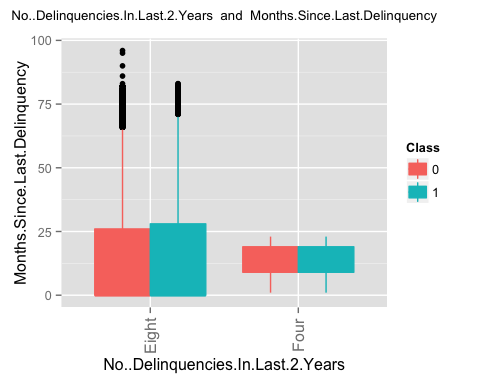 No..Delinquencies.In.Last.2.Years and Months.Since.Last.Delinquency
Months.Since.Last.Delinquency
100
75
50
25
0
Eight
Four
No..Delinquencies.In.Last.2.Years
Class
0
1